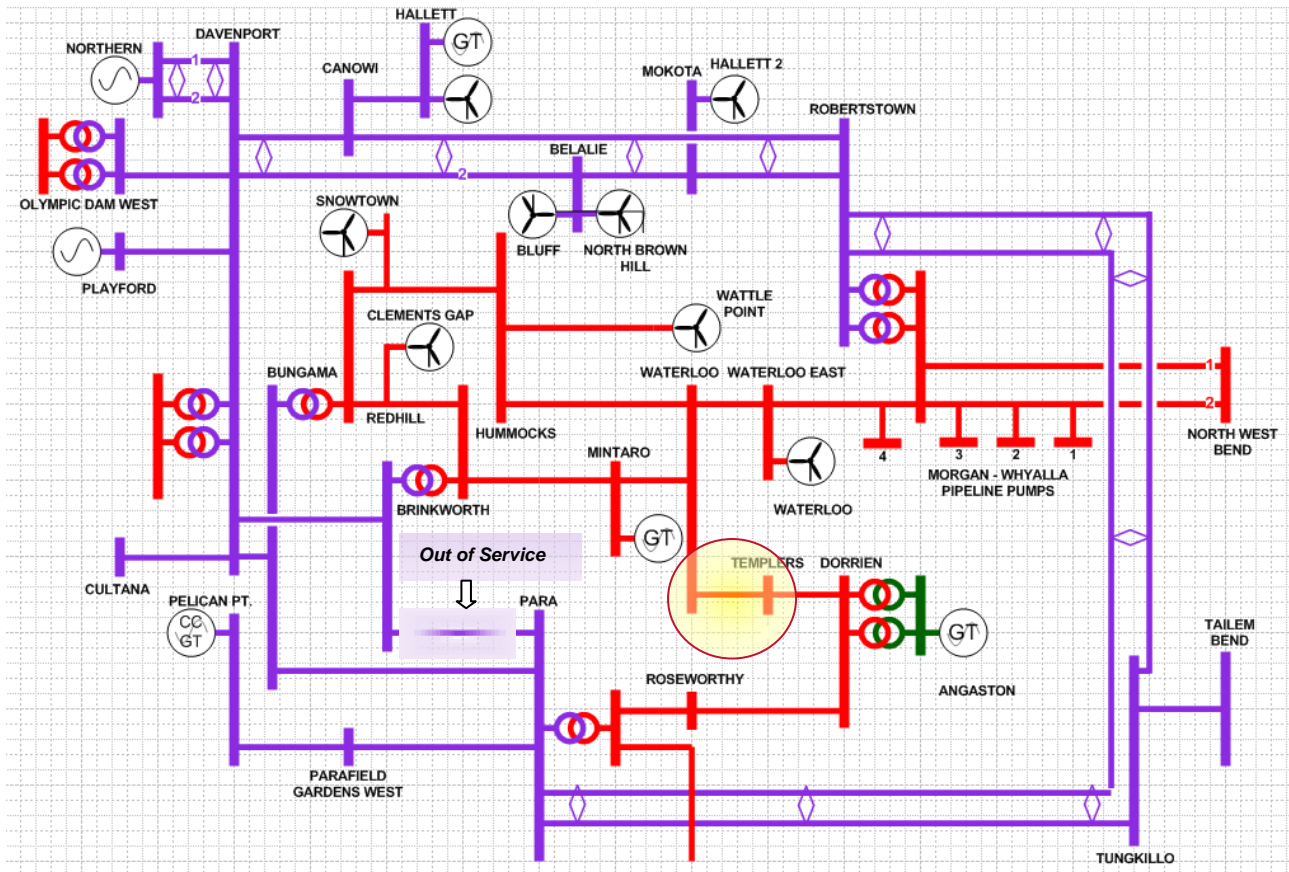 HALLETT
GT
NORTHERN
DAVENPORT
1
2
CANOWI
MOKOTA
HALLETT 2
ROBERTSTOWN
BELALIE
2
OLYMPIC DAM WEST
SNOWTOWN
BLUFF
NORTH BROWN
HILL
PLAYFORD
CLEMENTS GAP
WATTLE
POINT
BUNGAMA
WATERLOO
WATERLOO EAST
1
2
REDHILL
HUMMOCKS
NORTH WEST
BEND
4
3
2
1
MORGAN - WHYALLA
PIPELINE PUMPS
MINTARO
BRINKWORTH
WATERLOO
GT
Out of Service
TEMPLERS
DORRIEN
CULTANA
PELICAN PT.
PARA
CC
GT
GT
TAILEM
BEND
ROSEWORTHY
ANGASTON
PARAFIELD
GARDENS WEST
TUNGKILLO